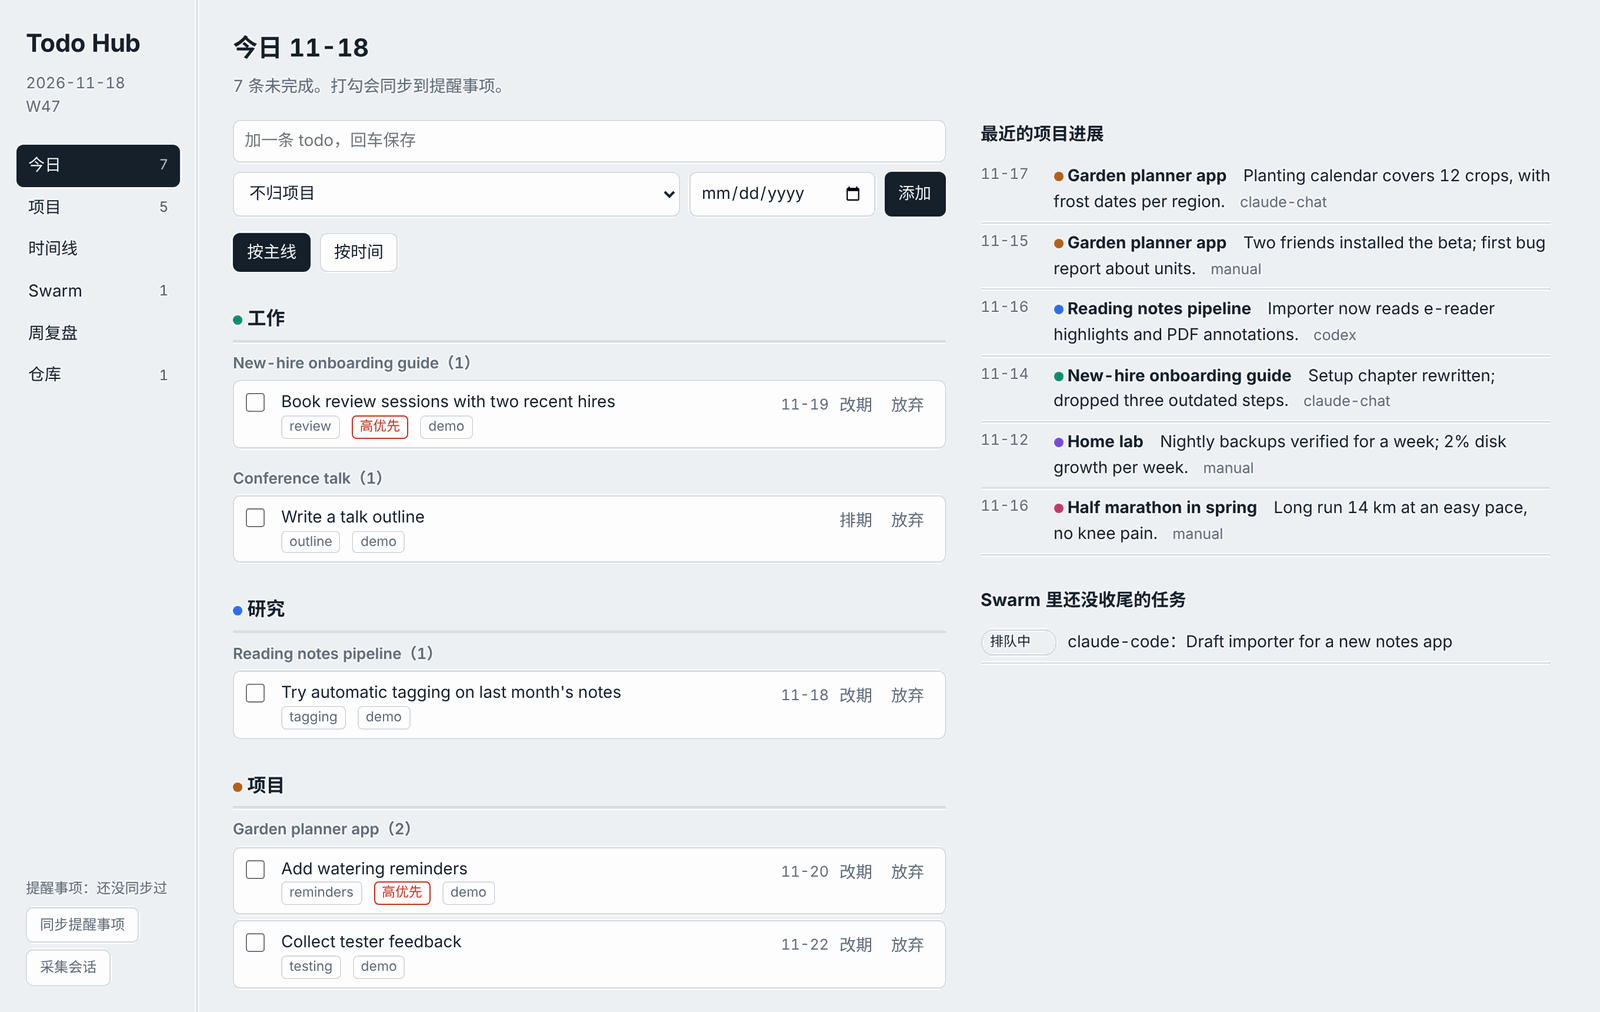 Todo Hub
2026-11-18
W47
今日 7
项目 5
时间线
Swarm 1
周复盘
仓库 1
提醒事项：还没同步过
同步提醒事项
采集会话
今日 11-18
7 条未完成。打勾会同步到提醒事项。
加一条 todo，回车保存
不归项目 mm/dd/yyyy 添加
按主线 按时间
工作
New-hire onboarding guide（1）
Book review sessions with two recent hires 11-19 改期 放弃
review 高优先 demo
Conference talk（1）
Write a talk outline 排期 放弃
outline demo
研究
Reading notes pipeline（1）
Try automatic tagging on last month's notes 11-18 改期 放弃
tagging demo
项目
Garden planner app（2）
Add watering reminders 11-20 改期 放弃
reminders 高优先 demo
Collect tester feedback 11-22 改期 放弃
testing demo
最近的项目进展
11-17 Garden planner app Planting calendar covers 12 crops, with
frost dates per region. claude-chat
11-15 Garden planner app Two friends installed the beta; first bug
report about units. manual
11-16 Reading notes pipeline Importer now reads e-reader
highlights and PDF annotations. codex
11-14 New-hire onboarding guide Setup chapter rewritten;
dropped three outdated steps. claude-chat
11-12 Home lab Nightly backups verified for a week; 2% disk
growth per week. manual
11-16 Half marathon in spring Long run 14 km at an easy pace,
no knee pain. manual
Swarm 里还没收尾的任务
排队中 claude-code：Draft importer for a new notes app